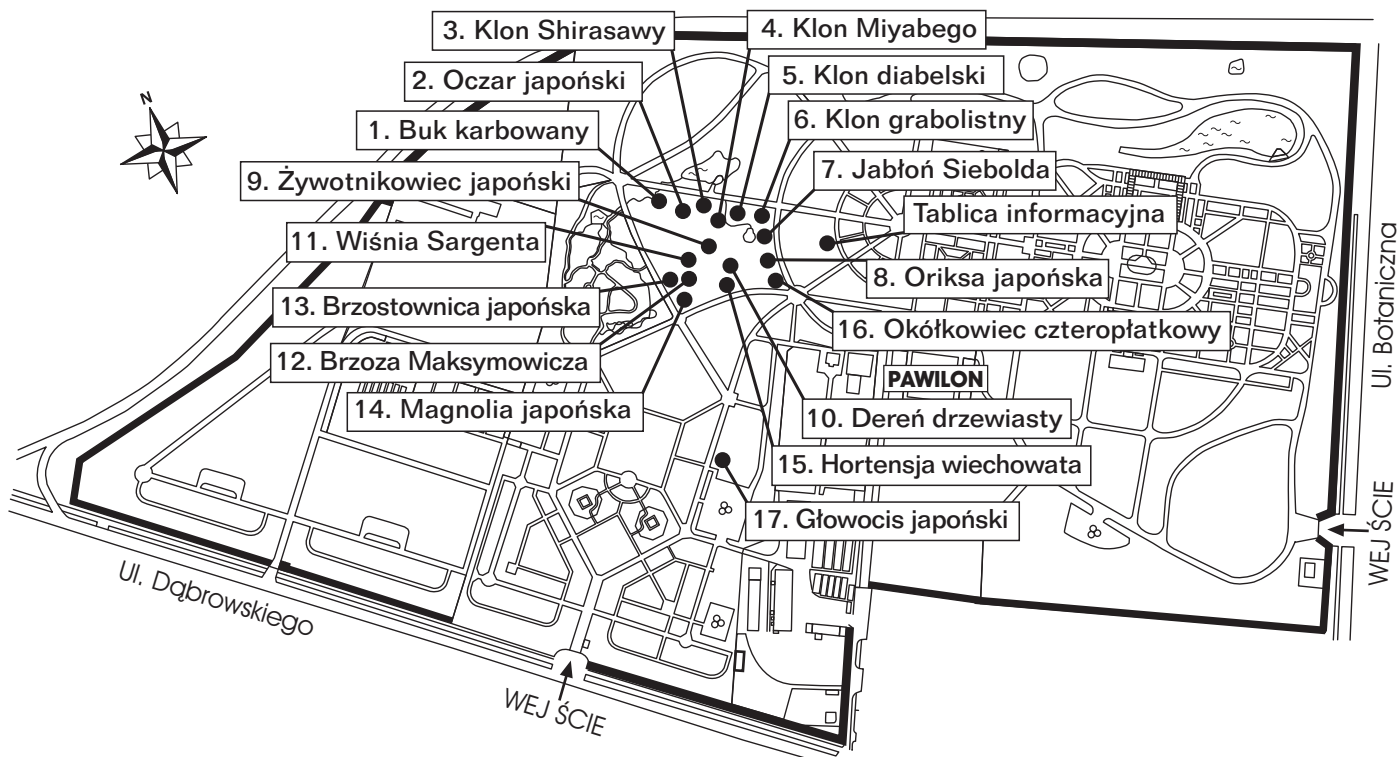 3. Klon Shirasawy
4. Klon Miyabego
2. Oczar japoński
5. Klon diabelski
1. Buk karbowany
6. Klon grabolistny
N
9. Żywotnikowiec japoński
7. Jabłoń Siebolda
Tablica informacyjna
11. Wiśnia Sargenta
8. Oriksa japońska
13. Brzostownica japońska
16. Okółkowiec czteropłatkowy
12. Brzoza Maksymowicza
PAWILON
14. Magnolia japońska
10. Dereń drzewiasty
15. Hortensja wiechowata
17. Głowocis japoński
Ul. Botaniczna
WEJ ŚCIE
Ul. Dąbrowskiego
WEJ ŚCIE